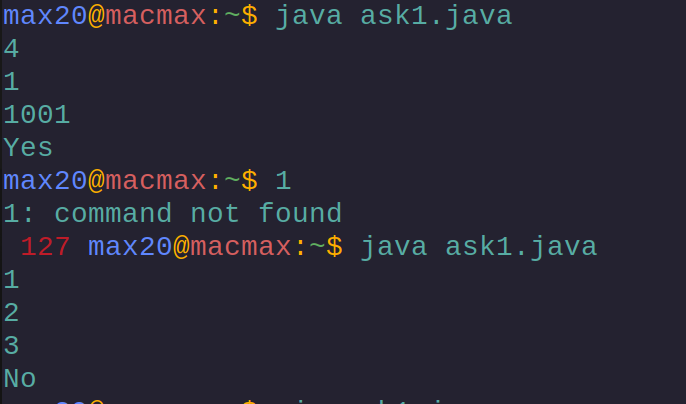 max20@macmax:~$ java ask1.java
4
1
1001
Yes
max20@macmax:~$ 1
1: command not found
127 max20@macmax:~$ java ask1.java
1
2
3
No